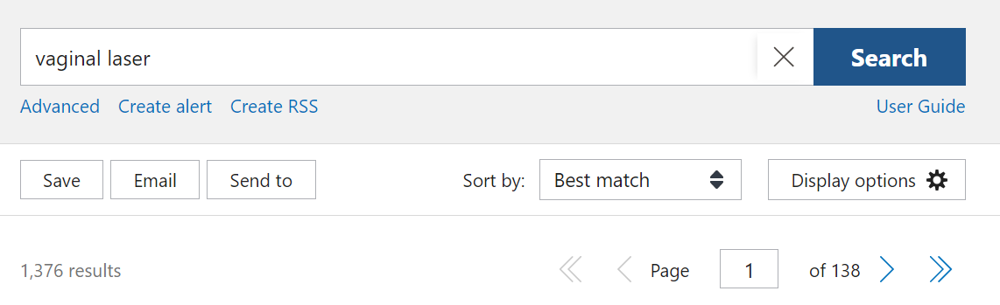 vaginal laser
Search
Advanced Create alert Create RSS User Guide
Save Email Send to Sort by: Best match Display options
1,376 results Page 1 of 138